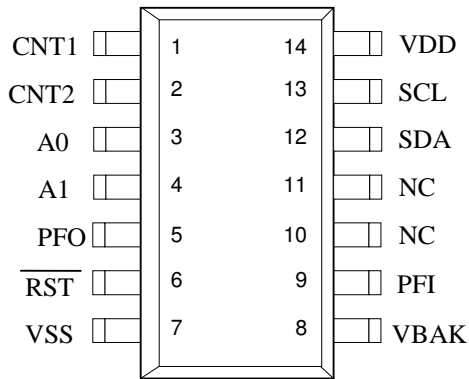 CNT1 1 14 VDD
CNT2 2 13 SCL
A0 3 12 SDA
A1 4 11 NC
PFO 5 10 NC
RST 6 9 PFI
VSS 7 8 VBAK